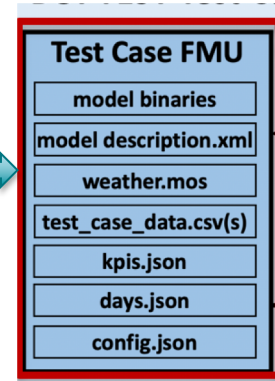 Test Case FMU
model binaries
model description.xml
weather.mos
test_case_data.csv(s)
kpis.json
days.json
config.json